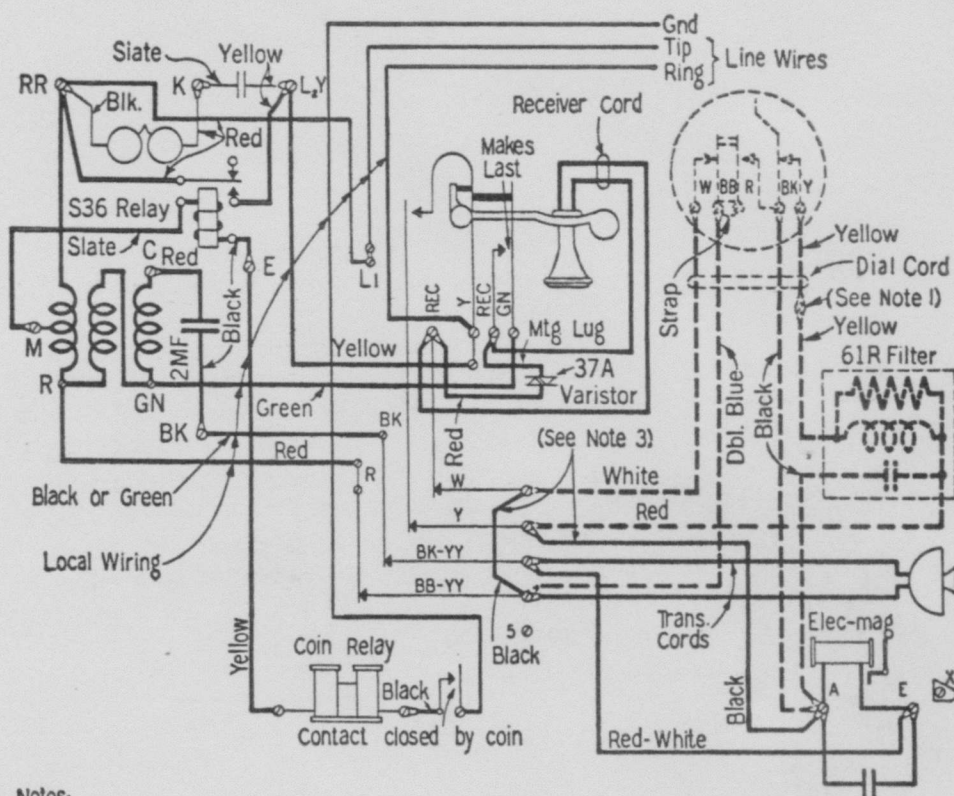 Gnd
Tip
Ring
Line Wires
Slate
Yellow
RR
K
L2Y
Blk.
Red
Receiver Cord
Makes
Last
W
BB
R
BK
Y
S36 Relay
Slate
C
Red
E
L1
Strap
Yellow
Dial Cord
(See Note 1)
Yellow
M
Black
2MF
REC
Y
REC
GN
Mtg Lug
Yellow
37A
Varistor
61R Filter
R
GN
Green
Dbl. Blue
Black
BK
Red
BK
Red
(See Note 3)
R
White
W
Black or Green
Red
Y
Local Wiring
BK-YY
BB-YY
Trans.
Cords
Elec-mag
Yellow
Coin Relay
50
Black
Black
Black
A
E
X
Contact closed by coin
Red-White
Notes: